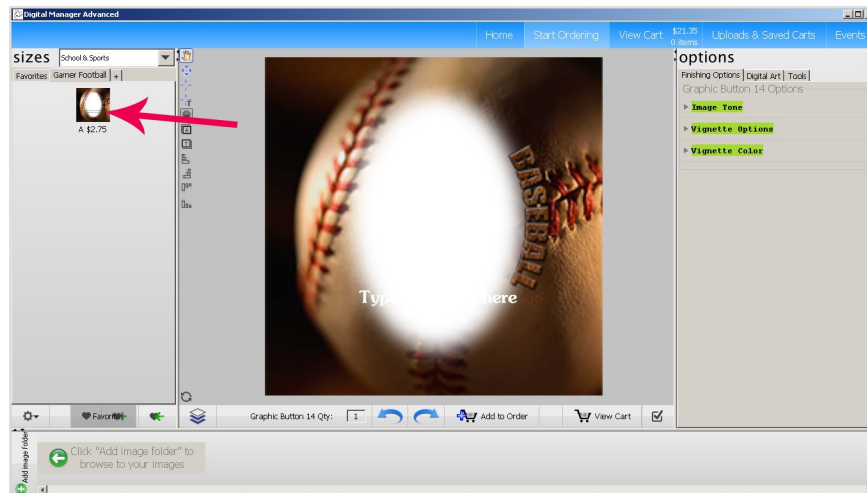 Digital Manager Advanced
Home Start Ordering View Cart $21.35 0 items Uploads & Saved Carts Events
sizes School & Sports
Favorites Garner Football +
A $2.75
BASEBALL
Typ here
options
Finishing Options Digital Art Tools
Graphic Button 14 Options
Image Tone
Vignette Options
Vignette Color
Favorites
Graphic Button 14 Qty: 1 Add to Order View Cart
Add image folder
Click "Add image folder" to
browse to your images